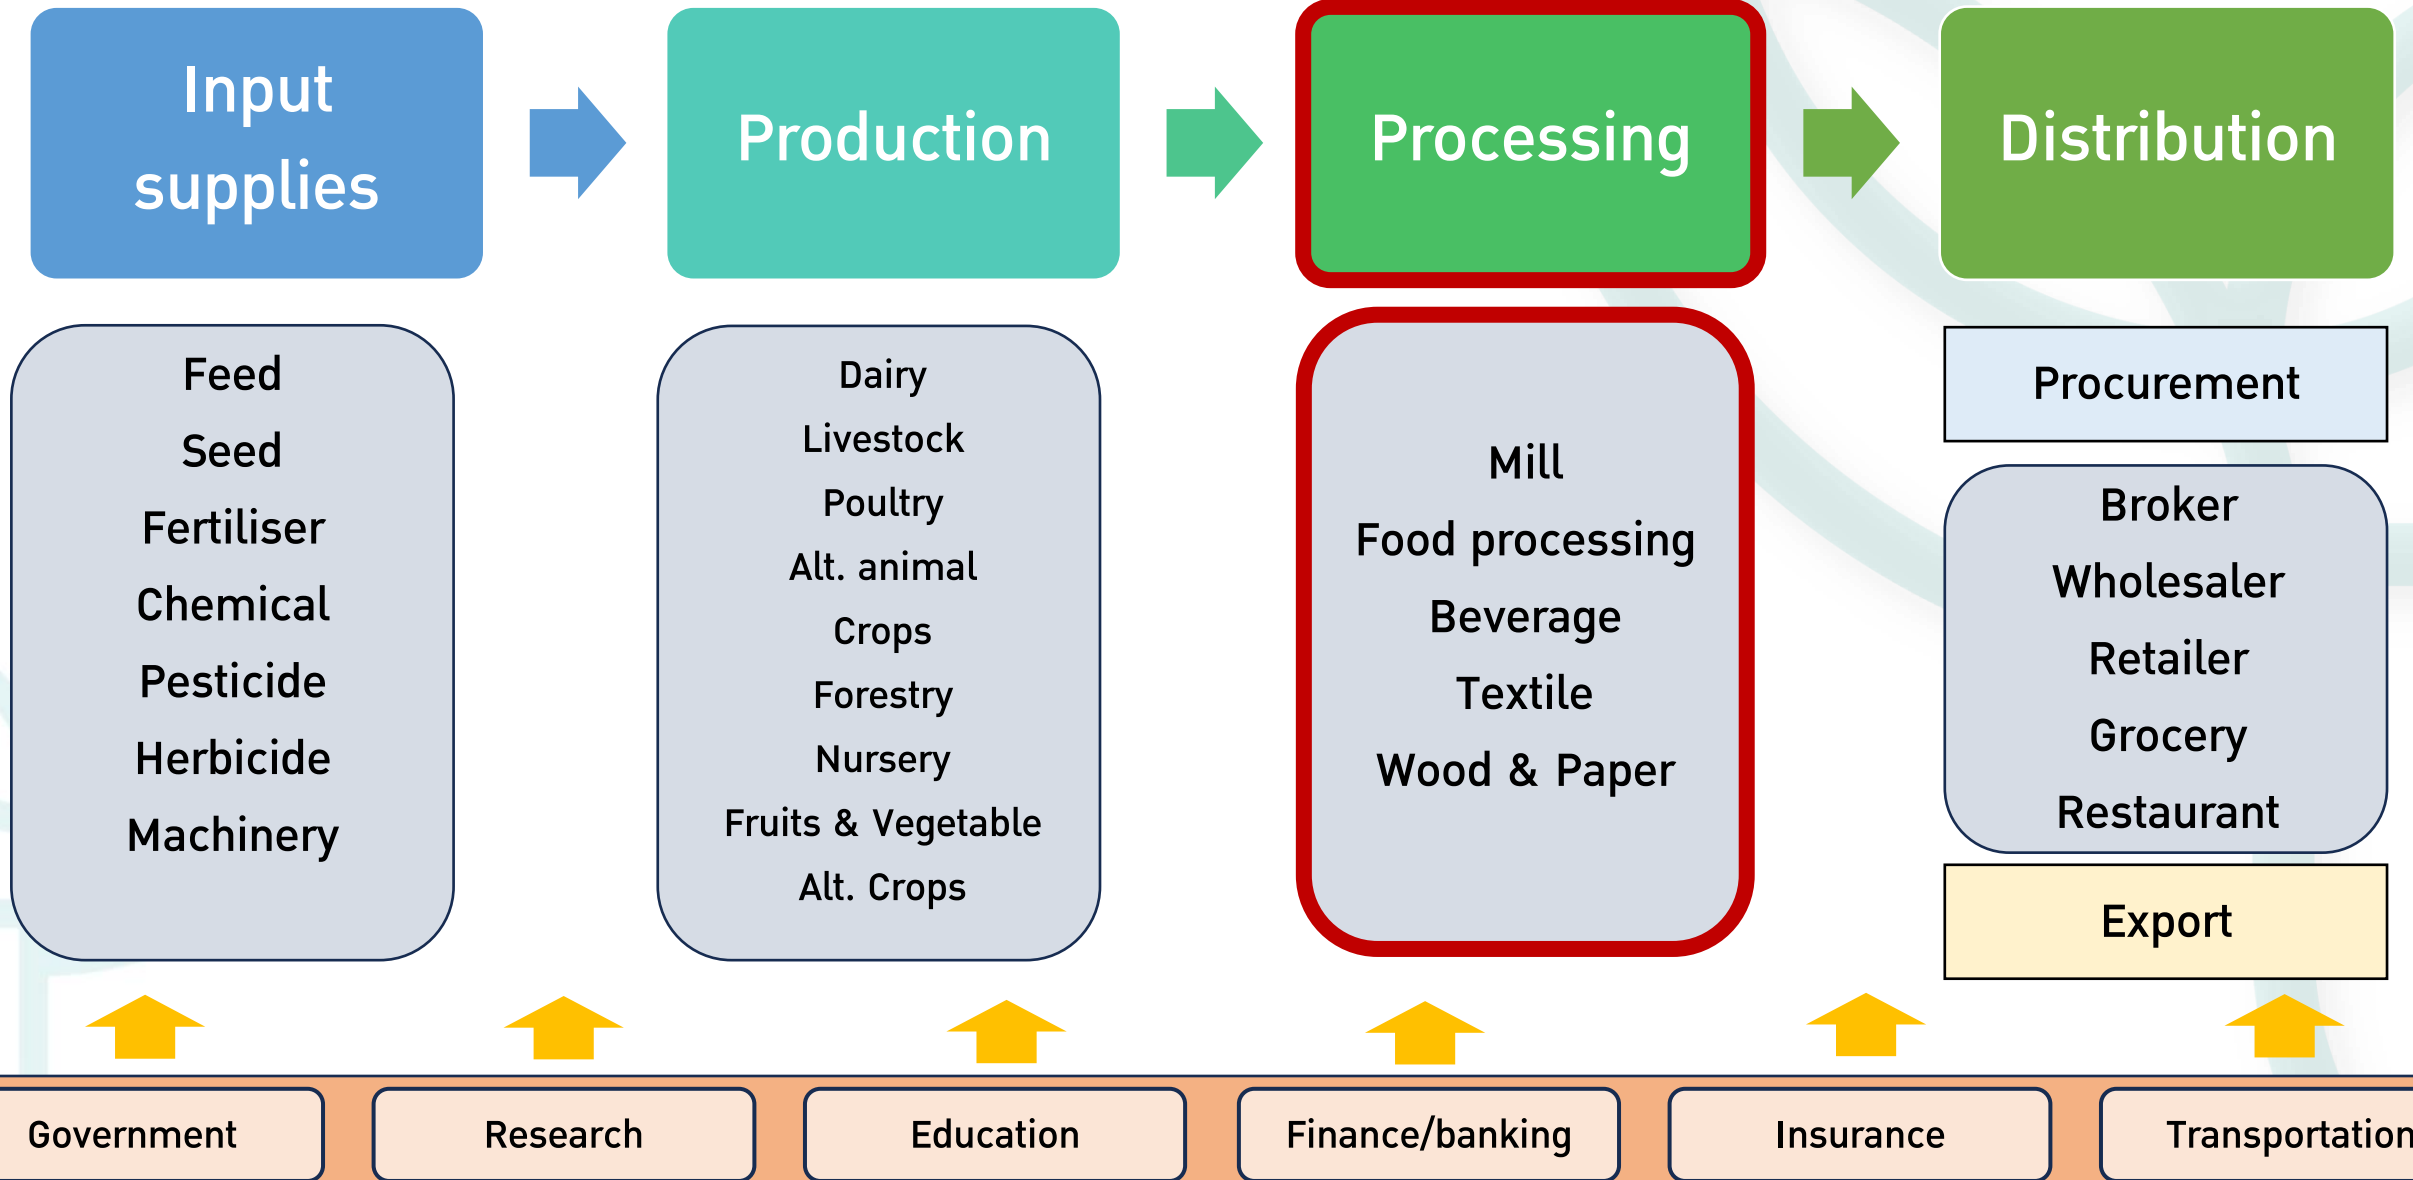 Input
supplies
Production
Processing
Distribution
Feed
Seed
Fertiliser
Chemical
Pesticide
Herbicide
Machinery
Dairy
Livestock
Poultry
Alt. animal
Crops
Forestry
Nursery
Fruits & Vegetable
Alt. Crops
Mill
Food processing
Beverage
Textile
Wood & Paper
Procurement
Broker
Wholesaler
Retailer
Grocery
Restaurant
Export
Government
Research
Education
Finance/banking
Insurance
Transportation